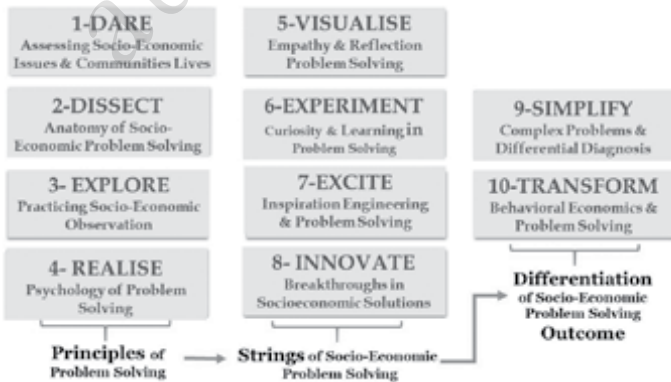 1-DARE
Assessing Socio-Economic
Issues & Communities Lives
2-DISSECT
Anatomy of Socio-
Economic Problem Solving
3- EXPLORE
Practicing Socio-Economic
Observation
4- REALISE
Psychology of Problem
Solving
Principles of
Problem Solving
5-VISUALISE
Empathy & Reflection
Problem Solving
6-EXPERIMENT
Curiosity & Learning in
Problem Solving
7-EXCITE
Inspiration Engineering
& Problem Solving
8- INNOVATE
Breakthroughs in
Socioeconomic Solutions
Strings of Socio-Economic
Problem Solving
9-SIMPLIFY
Complex Problems &
Differential Diagnosis
10-TRANSFORM
Behavioral Economics &
Problem Solving
Differentiation
of Socio-Economic
Problem Solving
Outcome